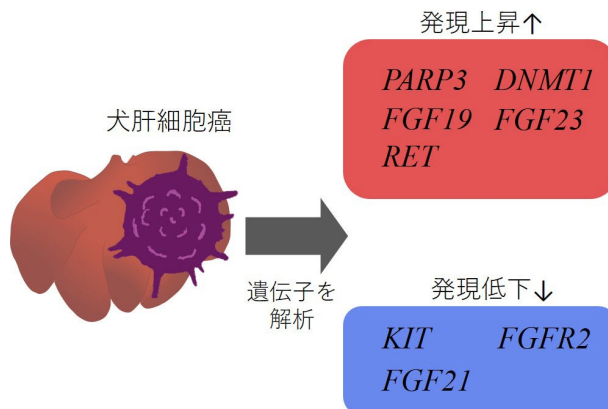 発現上昇↑
PARP3 DNMT1
FGF19 FGF23
RET
犬肝細胞癌
遺伝子を
解析
発現低下↓
KIT FGFR2
FGF21